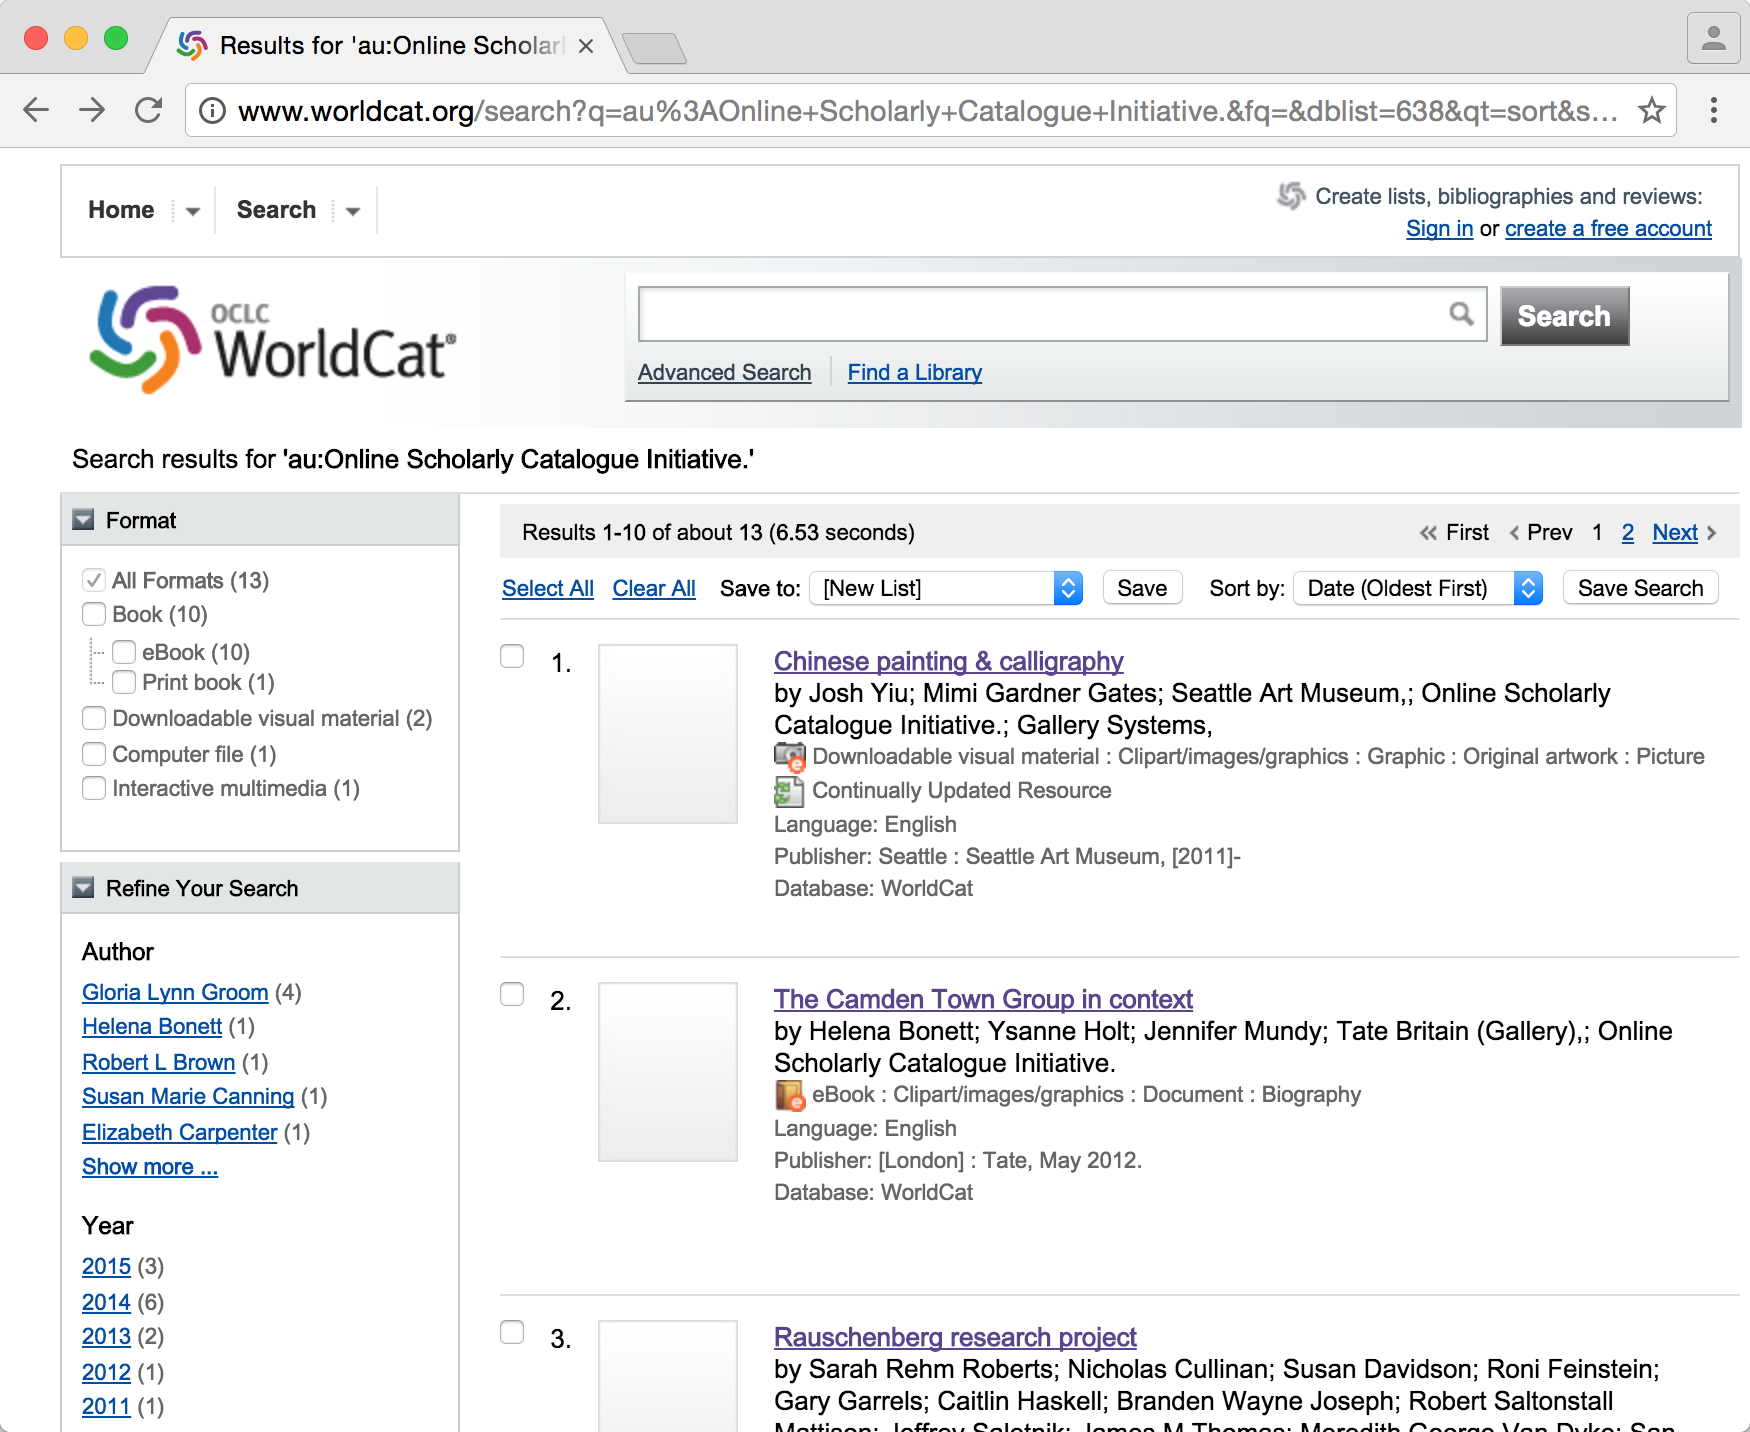 Results for 'au:Online Scholarl
www.worldcat.org/search?q=au%3AOnline+Scholarly+Catalogue+Initiative.&fq=&dblist=638&qt=sort&s...
Home Search
Create lists, bibliographies and reviews:
Sign in or create a free account
OCLC
WorldCat®
Search
Advanced Search Find a Library
Search results for 'au:Online Scholarly Catalogue Initiative.'
Format
All Formats (13)
Book (10)
eBook (10)
Print book (1)
Downloadable visual material (2)
Computer file (1)
Interactive multimedia (1)
Refine Your Search
Author
Gloria Lynn Groom (4)
Helena Bonett (1)
Robert L Brown (1)
Susan Marie Canning (1)
Elizabeth Carpenter (1)
Show more ...
Year
2015 (3)
2014 (6)
2013 (2)
2012 (1)
2011 (1)
Results 1-10 of about 13 (6.53 seconds)
« First ‹ Prev 1 2 Next ›
Select All Clear All Save to: [New List] Save Sort by: Date (Oldest First) Save Search
1.
Chinese painting & calligraphy
by Josh Yiu; Mimi Gardner Gates; Seattle Art Museum,; Online Scholarly
Catalogue Initiative.; Gallery Systems,
Downloadable visual material : Clipart/images/graphics : Graphic : Original artwork : Picture
Continually Updated Resource
Language: English
Publisher: Seattle : Seattle Art Museum, [2011]-
Database: WorldCat
2.
The Camden Town Group in context
by Helena Bonett; Ysanne Holt; Jennifer Mundy; Tate Britain (Gallery),; Online
Scholarly Catalogue Initiative.
eBook : Clipart/images/graphics : Document : Biography
Language: English
Publisher: [London] : Tate, May 2012.
Database: WorldCat
3.
Rauschenberg research project
by Sarah Rehm Roberts; Nicholas Cullinan; Susan Davidson; Roni Feinstein;
Gary Garrels; Caitlin Haskell; Branden Wayne Joseph; Robert Saltonstall
Mattison; Jeffrey Saletnik; James M Thomas; Meredith George Van Dyke; San